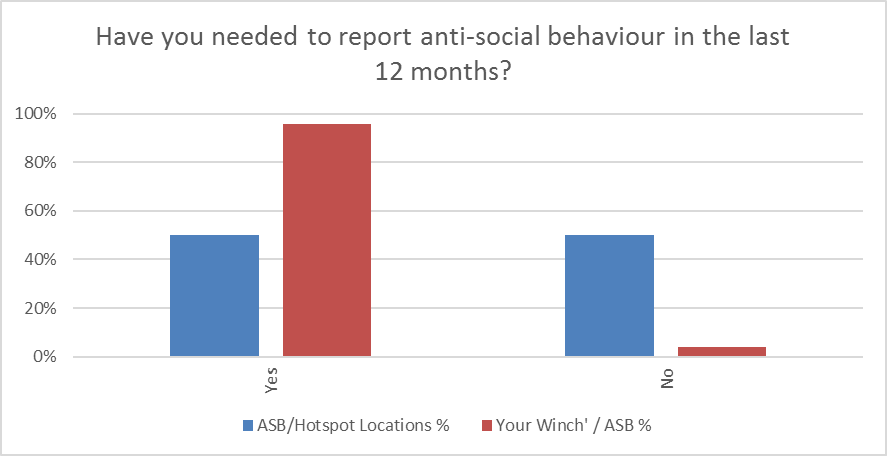 Have you needed to report anti-social behaviour in the last
12 months?
100%
80%
60%
40%
20%
0%
Yes
No
ASB/Hotspot Locations %
Your Winch' / ASB %